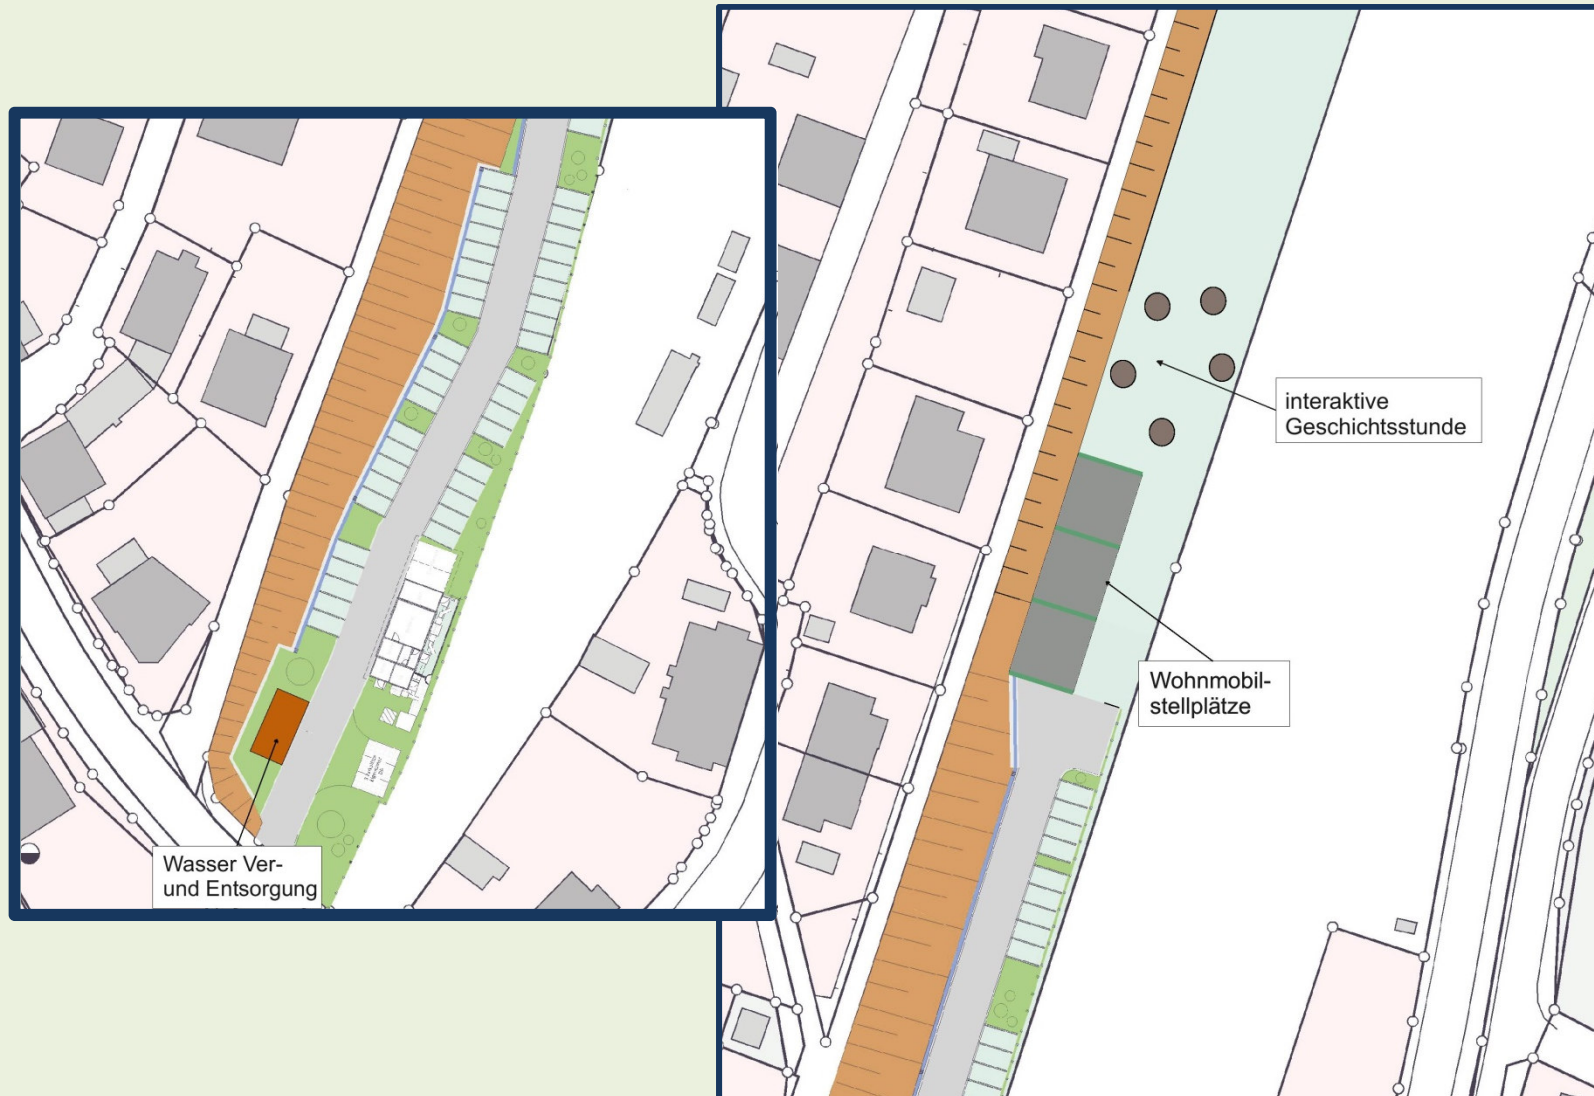 interaktive
Geschichtsstunde
Wohnmobil-
stellplätze
Wasser Ver-
und Entsorgung